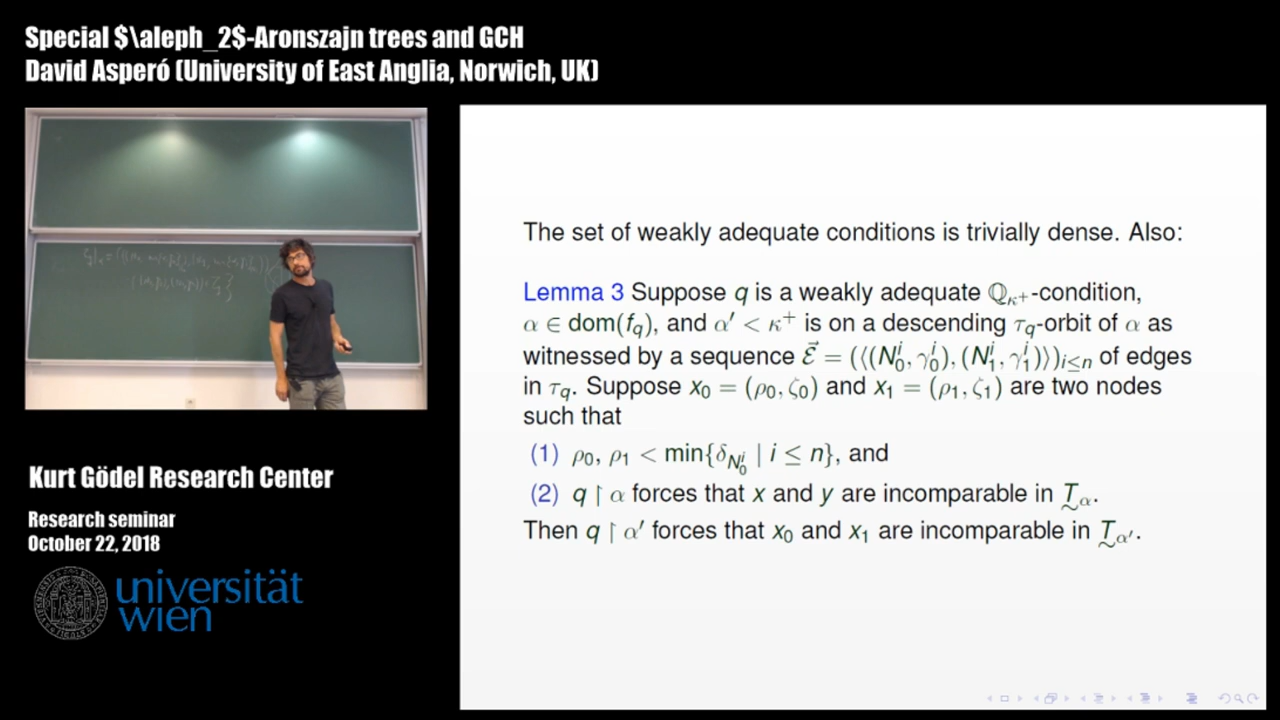 Special $\aleph_2$-Aronszajn trees and GCH
David Asperó (University of East Anglia, Norwich, UK)
The set of weakly adequate conditions is trivially dense. Also:
Lemma 3 Suppose q is a weakly adequate ℚ_{κ⁺}-condition,
α ∈ dom(f_q), and α′ < κ⁺ is on a descending τ_q-orbit of α as
witnessed by a sequence \vec{ℰ} = (⟨(N_0^i, γ_0^i), (N_1^i, γ_1^i)⟩)_{i≤n} of edges
in τ_q. Suppose x_0 = (ρ_0, ζ_0) and x_1 = (ρ_1, ζ_1) are two nodes
such that
(1) ρ_0, ρ_1 < min{δ_{N_0^i} | i ≤ n}, and
(2) q ↾ α forces that x and y are incomparable in T̰_α.
Then q ↾ α′ forces that x_0 and x_1 are incomparable in T̰_{α′}.
Kurt Gödel Research Center
Research seminar
October 22, 2018
universität
wien